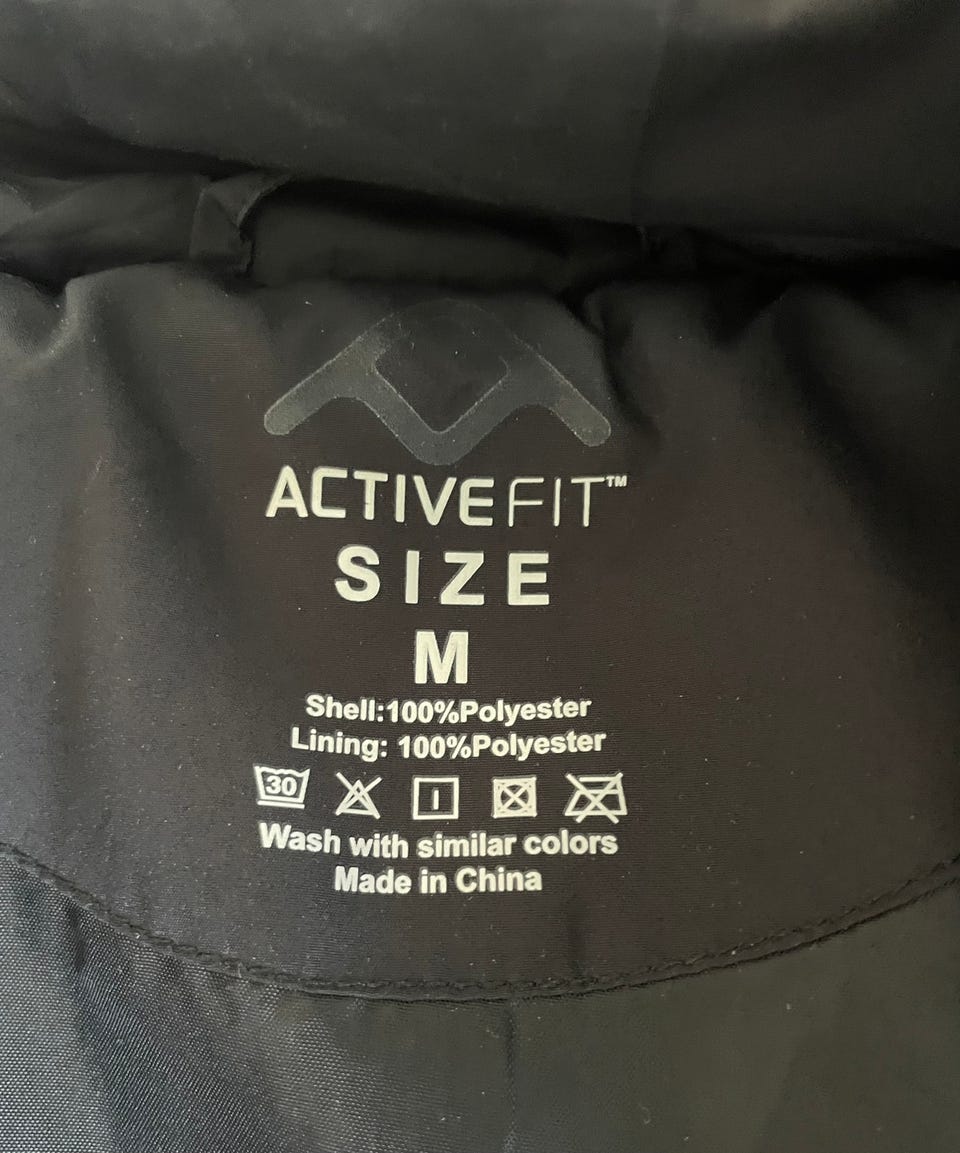 ACTIVEFIT™
SIZE
M
Shell:100%Polyester
Lining: 100%Polyester
30
Wash with similar colors
Made in China